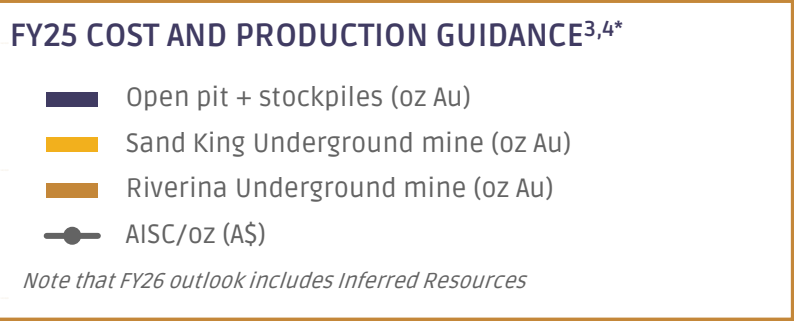 FY25 COST AND PRODUCTION GUIDANCE³,⁴*
Open pit + stockpiles (oz Au)
Sand King Underground mine (oz Au)
Riverina Underground mine (oz Au)
AISC/oz (A$)
Note that FY26 outlook includes Inferred Resources